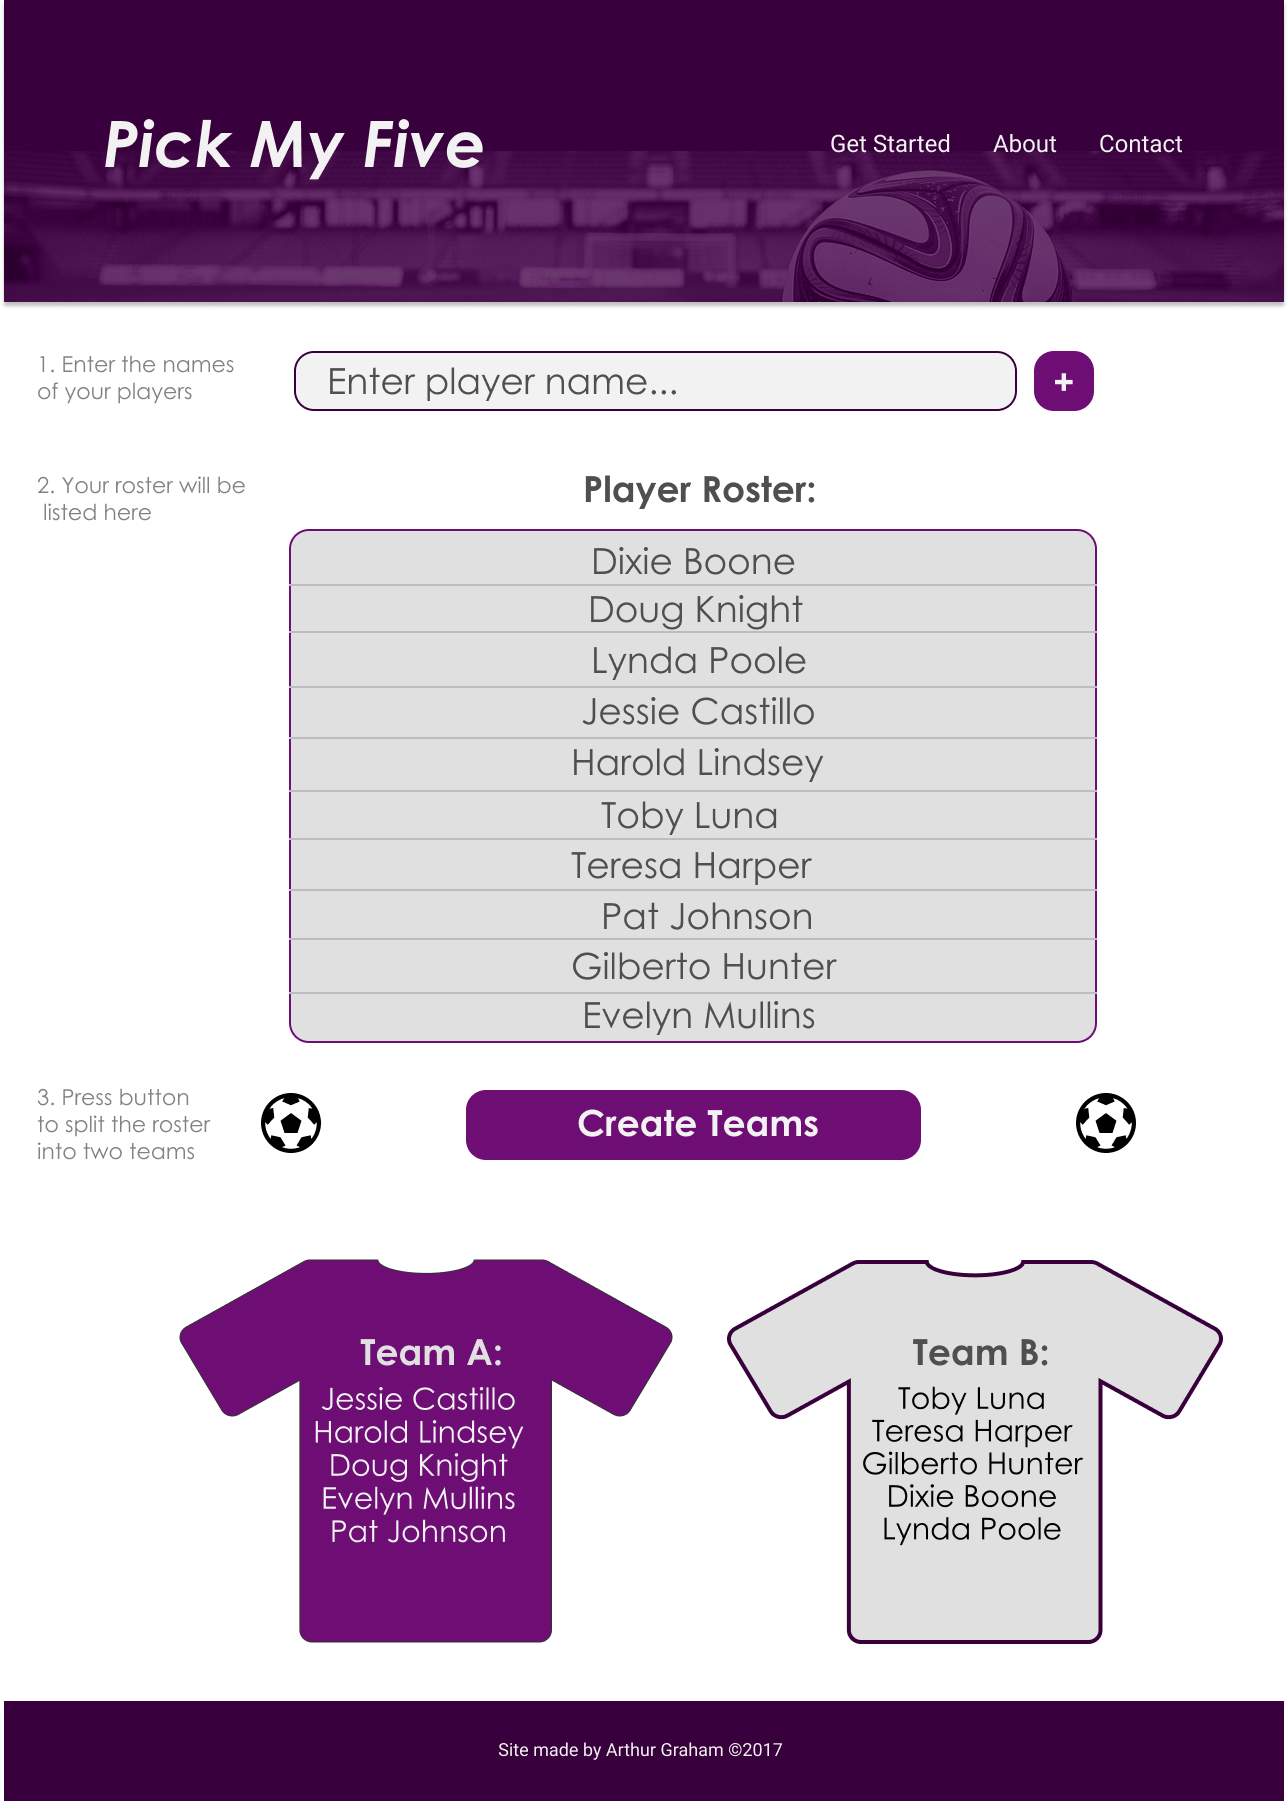 Pick My Five
Get Started About Contact
1. Enter the names
of your players
Enter player name...
+
2. Your roster will be
listed here
Player Roster:
Dixie Boone
Doug Knight
Lynda Poole
Jessie Castillo
Harold Lindsey
Toby Luna
Teresa Harper
Pat Johnson
Gilberto Hunter
Evelyn Mullins
3. Press button
to split the roster
into two teams
Create Teams
Team A:
Jessie Castillo
Harold Lindsey
Doug Knight
Evelyn Mullins
Pat Johnson
Team B:
Toby Luna
Teresa Harper
Gilberto Hunter
Dixie Boone
Lynda Poole
Site made by Arthur Graham ©2017